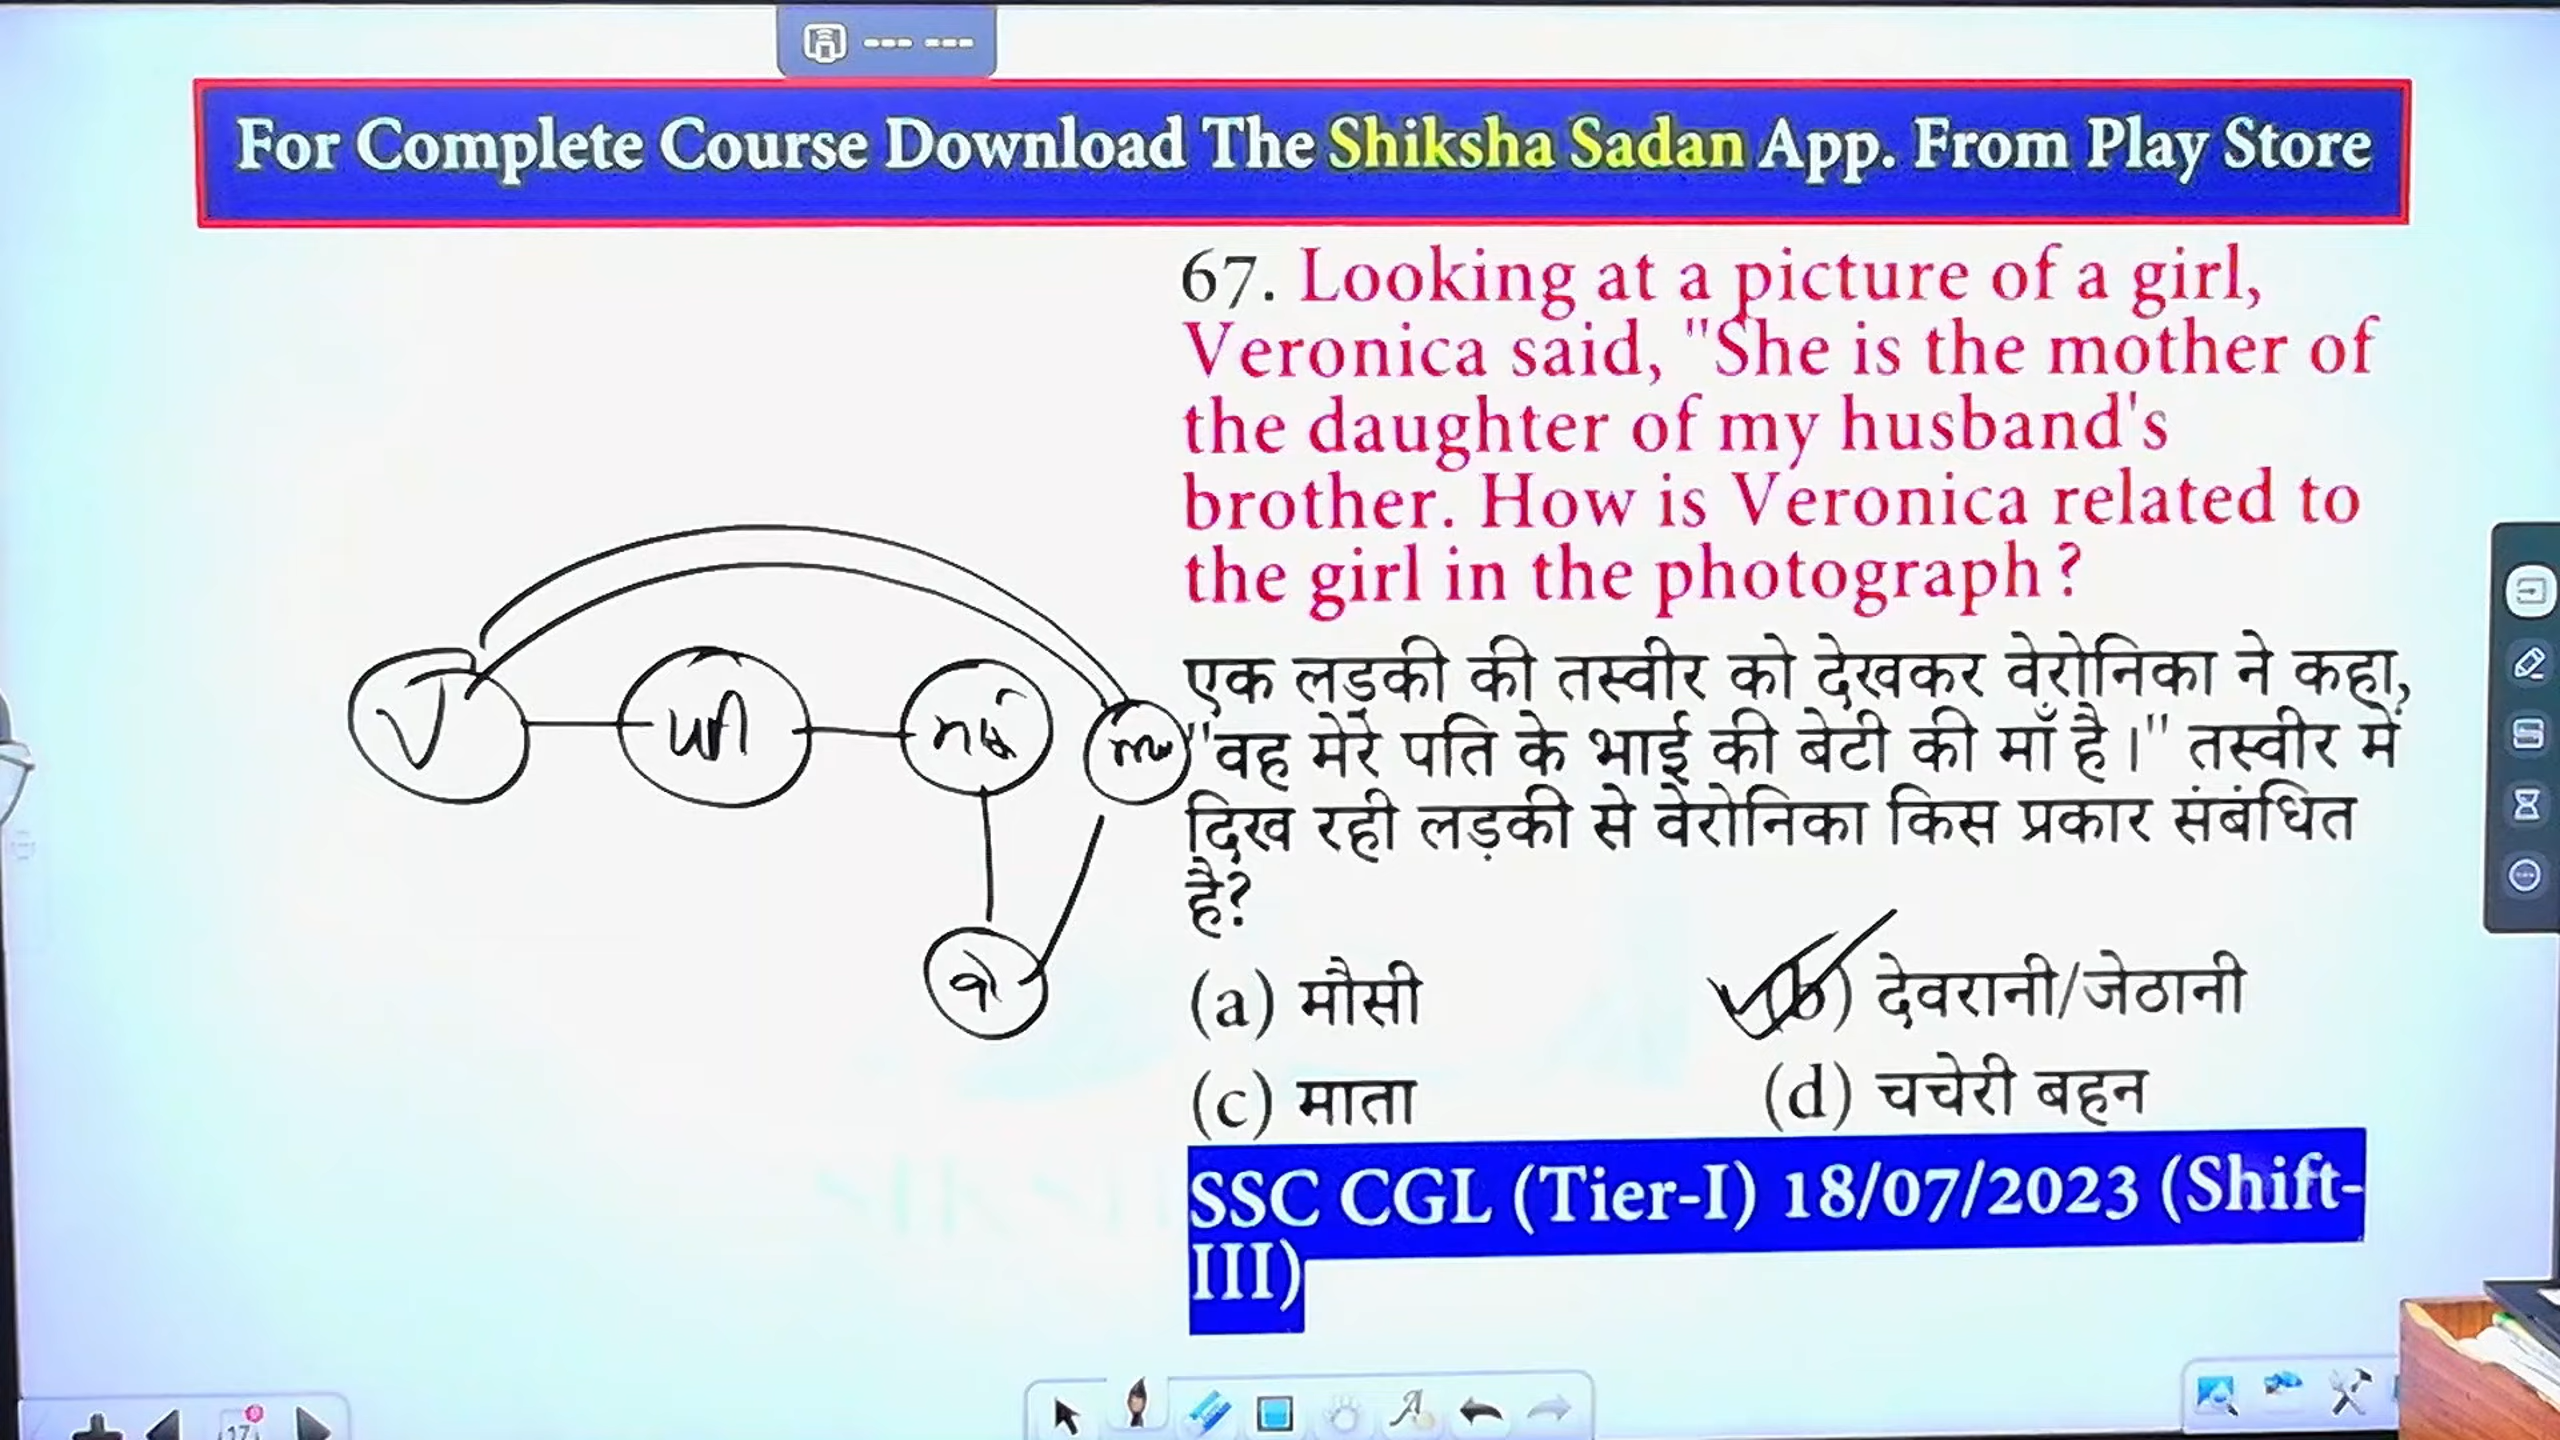 For Complete Course Download The Shiksha Sadan App. From Play Store
67. Looking at a picture of a girl,
Veronica said, "She is the mother of
the daughter of my husband's
brother. How is Veronica related to
the girl in the photograph?
एक लड़की की तस्वीर को देखकर वेरोनिका ने कहा,
"वह मेरे पति के भाई की बेटी की माँ है।" तस्वीर में
दिख रही लड़की से वेरोनिका किस प्रकार संबंधित
है?
(a) मौसी (b) देवरानी/जेठानी
(c) माता (d) चचेरी बहन
SSC CGL (Tier-I) 18/07/2023 (Shift-
III)
V
17